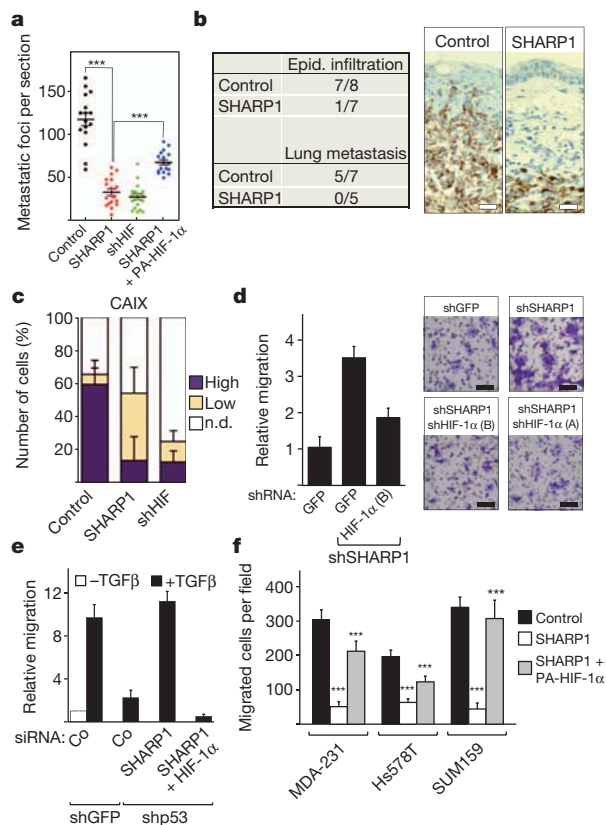 a
Metastatic foci per section
150
100
50
***
***
Control
SHARP1
shHIF
SHARP1
+ PA-HIF-1α
b
Epid. infiltration
Control 7/8
SHARP1 1/7
Lung metastasis
Control 5/7
SHARP1 0/5
Control
SHARP1
c
CAIX
Number of cells (%)
100
80
60
40
20
High
Low
n.d.
Control
SHARP1
shHIF
d
Relative migration
4
3
2
1
shRNA:
GFP
GFP
HIF-1α (B)
shSHARP1
shGFP
shSHARP1
shSHARP1
shHIF-1α (B)
shSHARP1
shHIF-1α (A)
e
–TGFβ
+TGFβ
Relative migration
12
8
4
siRNA:
Co
Co
SHARP1
SHARP1
+ HIF-1α
shGFP
shp53
f
Migrated cells per field
400
300
200
100
***
***
***
***
***
***
Control
SHARP1
SHARP1 +
PA-HIF-1α
MDA-231
Hs578T
SUM159